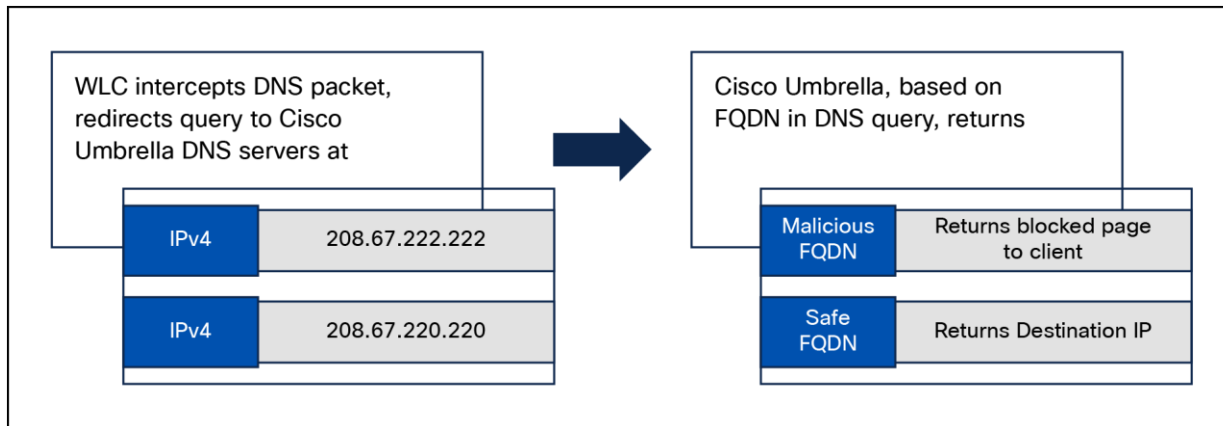 WLC intercepts DNS packet,
redirects query to Cisco
Umbrella DNS servers at
IPv4
208.67.222.222
IPv4
208.67.220.220
Cisco Umbrella, based on
FQDN in DNS query, returns
Malicious
FQDN
Returns blocked page
to client
Safe
FQDN
Returns Destination IP